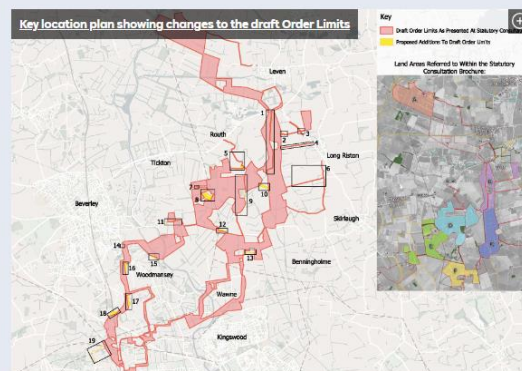 Key location plan showing changes to the draft Order Limits
Key
Draft Order Limits As Presented At Statutory
Proposed Additions To Draft Order Limits
Land Areas Referred to Within the Statutory
Consultation Brochure:
Leven
1
2
3
4
Routh
5
Long Riston
6
Tickton
7
8
9
10
Beverley
11
Skirlaugh
12
13
14
15
Benningholme
16
Woodmansey
17
Wawne
18
Kingswood
19
A
B
C
D
E
F